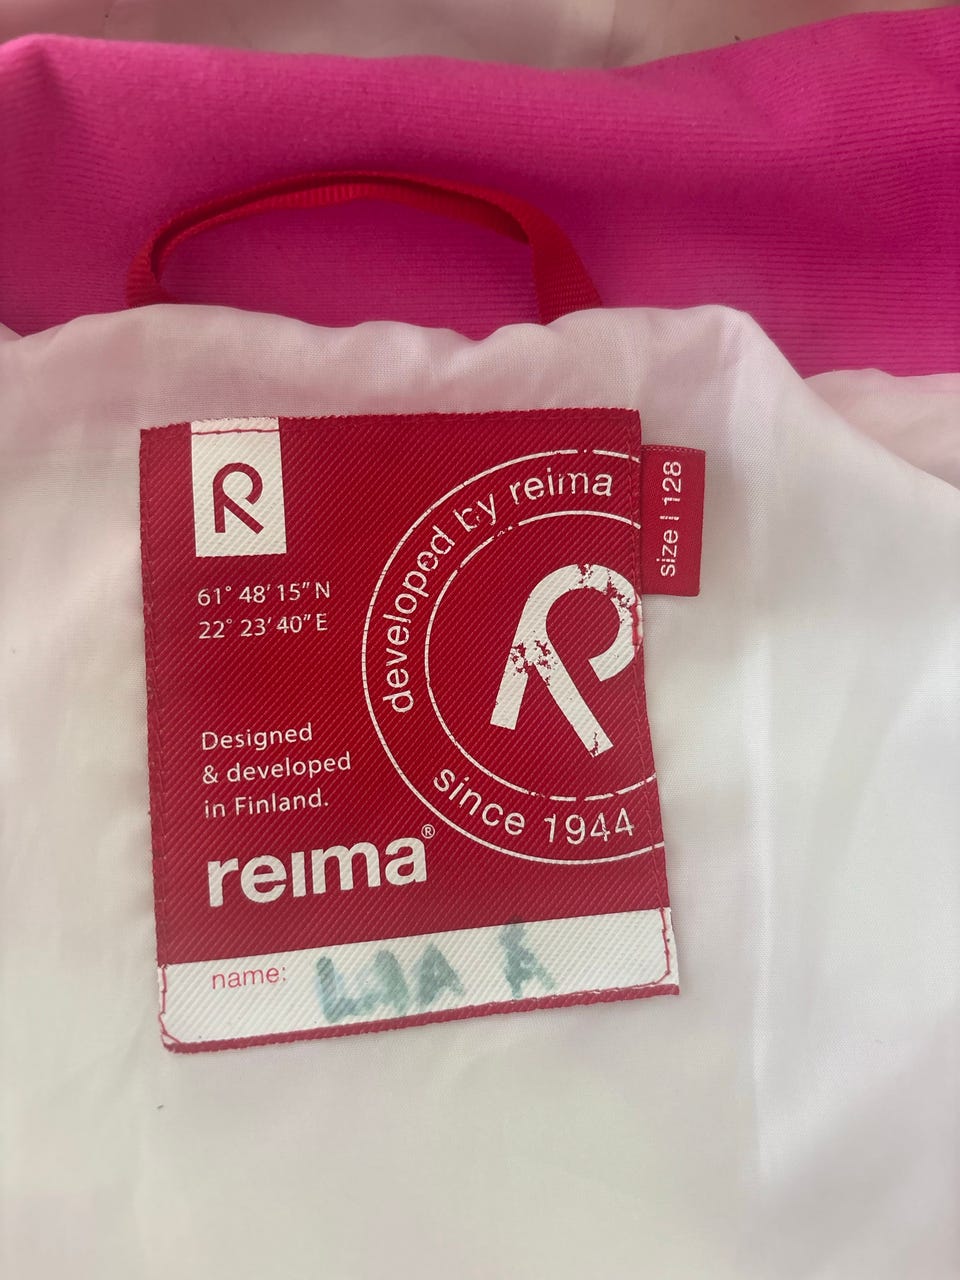 R
61° 48' 15" N
22° 23' 40" E
developed by reima
R
since 1944
size | 128
Designed
& developed
in Finland.
reima®
name: